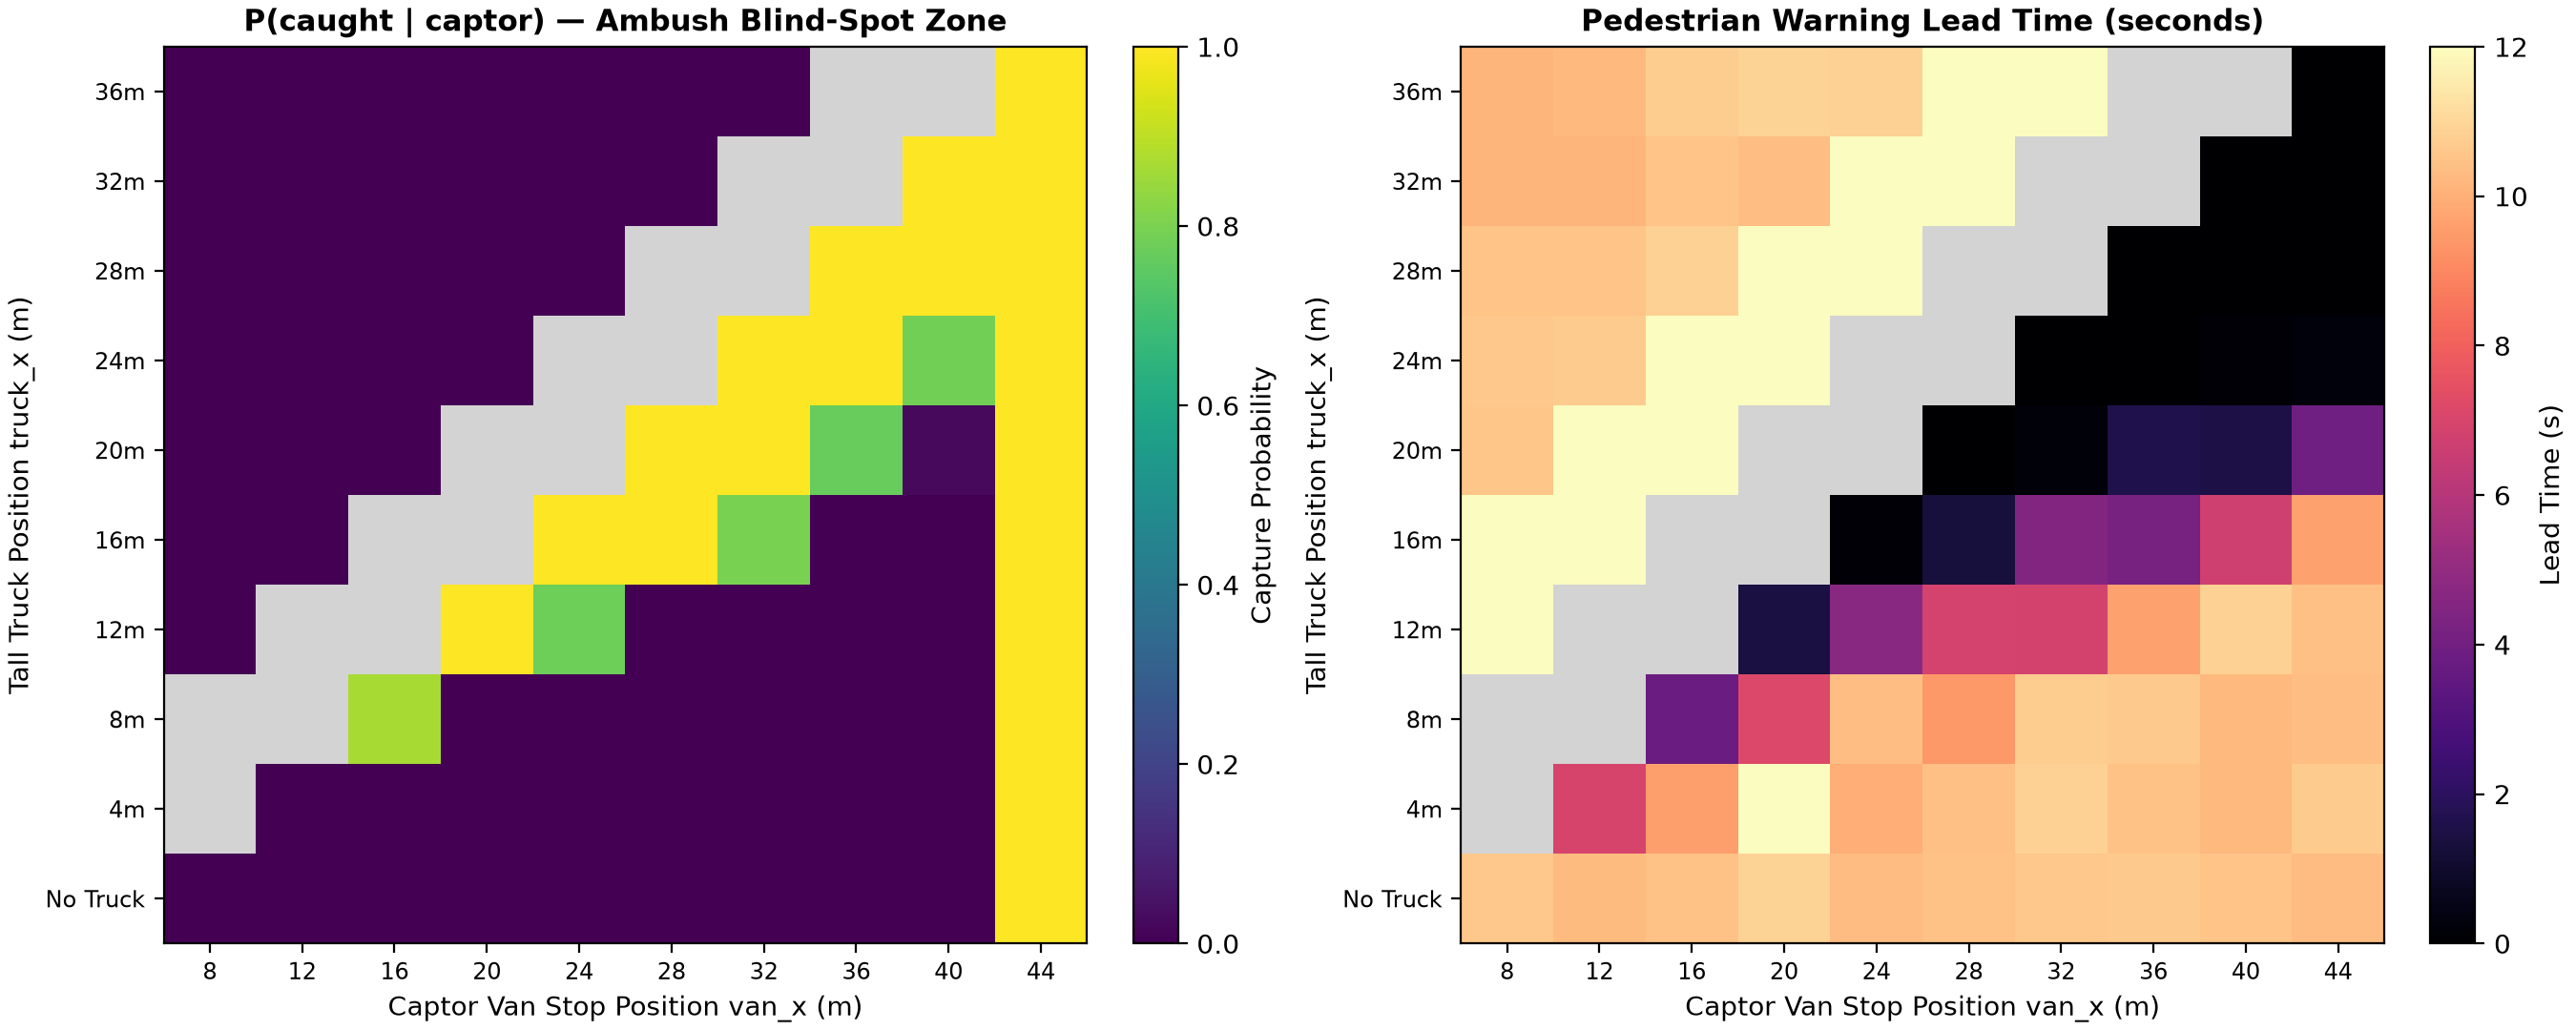 P(caught | captor) — Ambush Blind-Spot Zone
Tall Truck Position truck_x (m)
36m
32m
28m
24m
20m
16m
12m
8m
4m
No Truck
8 12 16 20 24 28 32 36 40 44
Captor Van Stop Position van_x (m)
1.0
0.8
0.6
0.4
0.2
0.0
Capture Probability
Pedestrian Warning Lead Time (seconds)
Tall Truck Position truck_x (m)
36m
32m
28m
24m
20m
16m
12m
8m
4m
No Truck
8 12 16 20 24 28 32 36 40 44
Captor Van Stop Position van_x (m)
12
10
8
6
4
2
0
Lead Time (s)